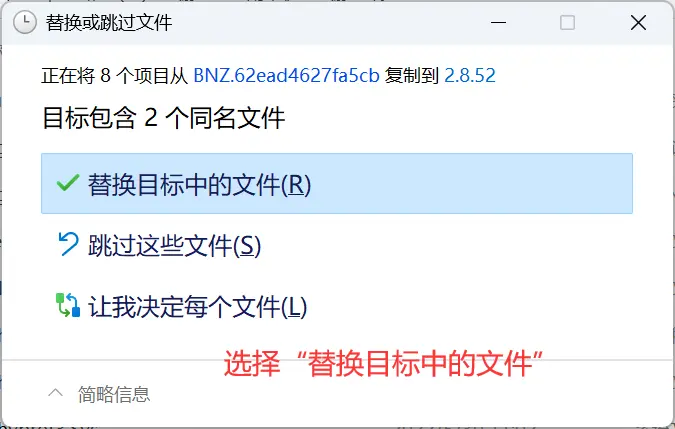 替换或跳过文件
正在将 8 个项目从 BNZ.62ead4627fa5cb 复制到 2.8.52
目标包含 2 个同名文件
替换目标中的文件(R)
跳过这些文件(S)
让我决定每个文件(L)
选择“替换目标中的文件”
简略信息